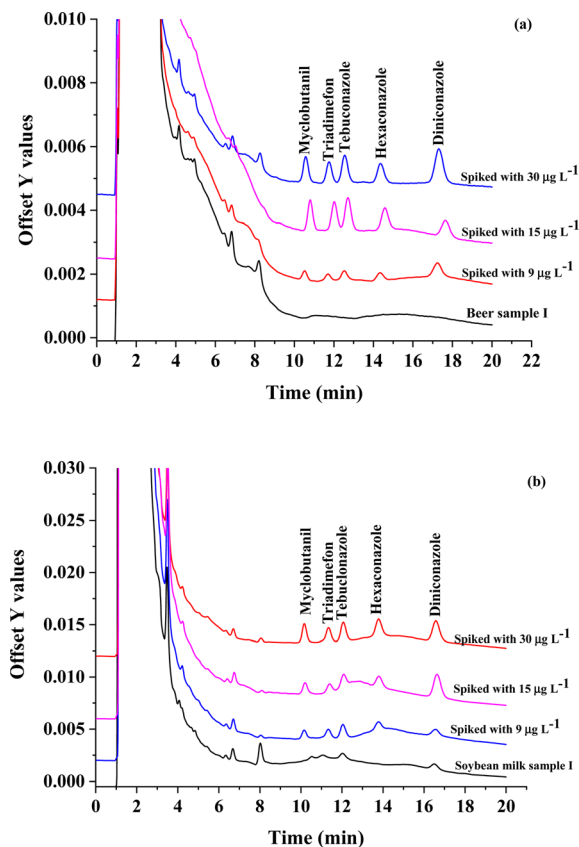 (a)
0.010
0.008
0.006
0.004
0.002
0.000
Offset Y values
Myclobutanil
Triadimefon
Tebuconazole
Hexaconazole
Diniconazole
Spiked with 30 μg L⁻¹
Spiked with 15 μg L⁻¹
Spiked with 9 μg L⁻¹
Beer sample I
0 2 4 6 8 10 12 14 16 18 20 22
Time (min)
(b)
0.030
0.025
0.020
0.015
0.010
0.005
0.000
Offset Y values
Myclobutanil
Triadimefon
Tebuclonazole
Hexaconazole
Diniconazole
Spiked with 30 μg L⁻¹
Spiked with 15 μg L⁻¹
Spiked with 9 μg L⁻¹
Soybean milk sample I
0 2 4 6 8 10 12 14 16 18 20
Time (min)